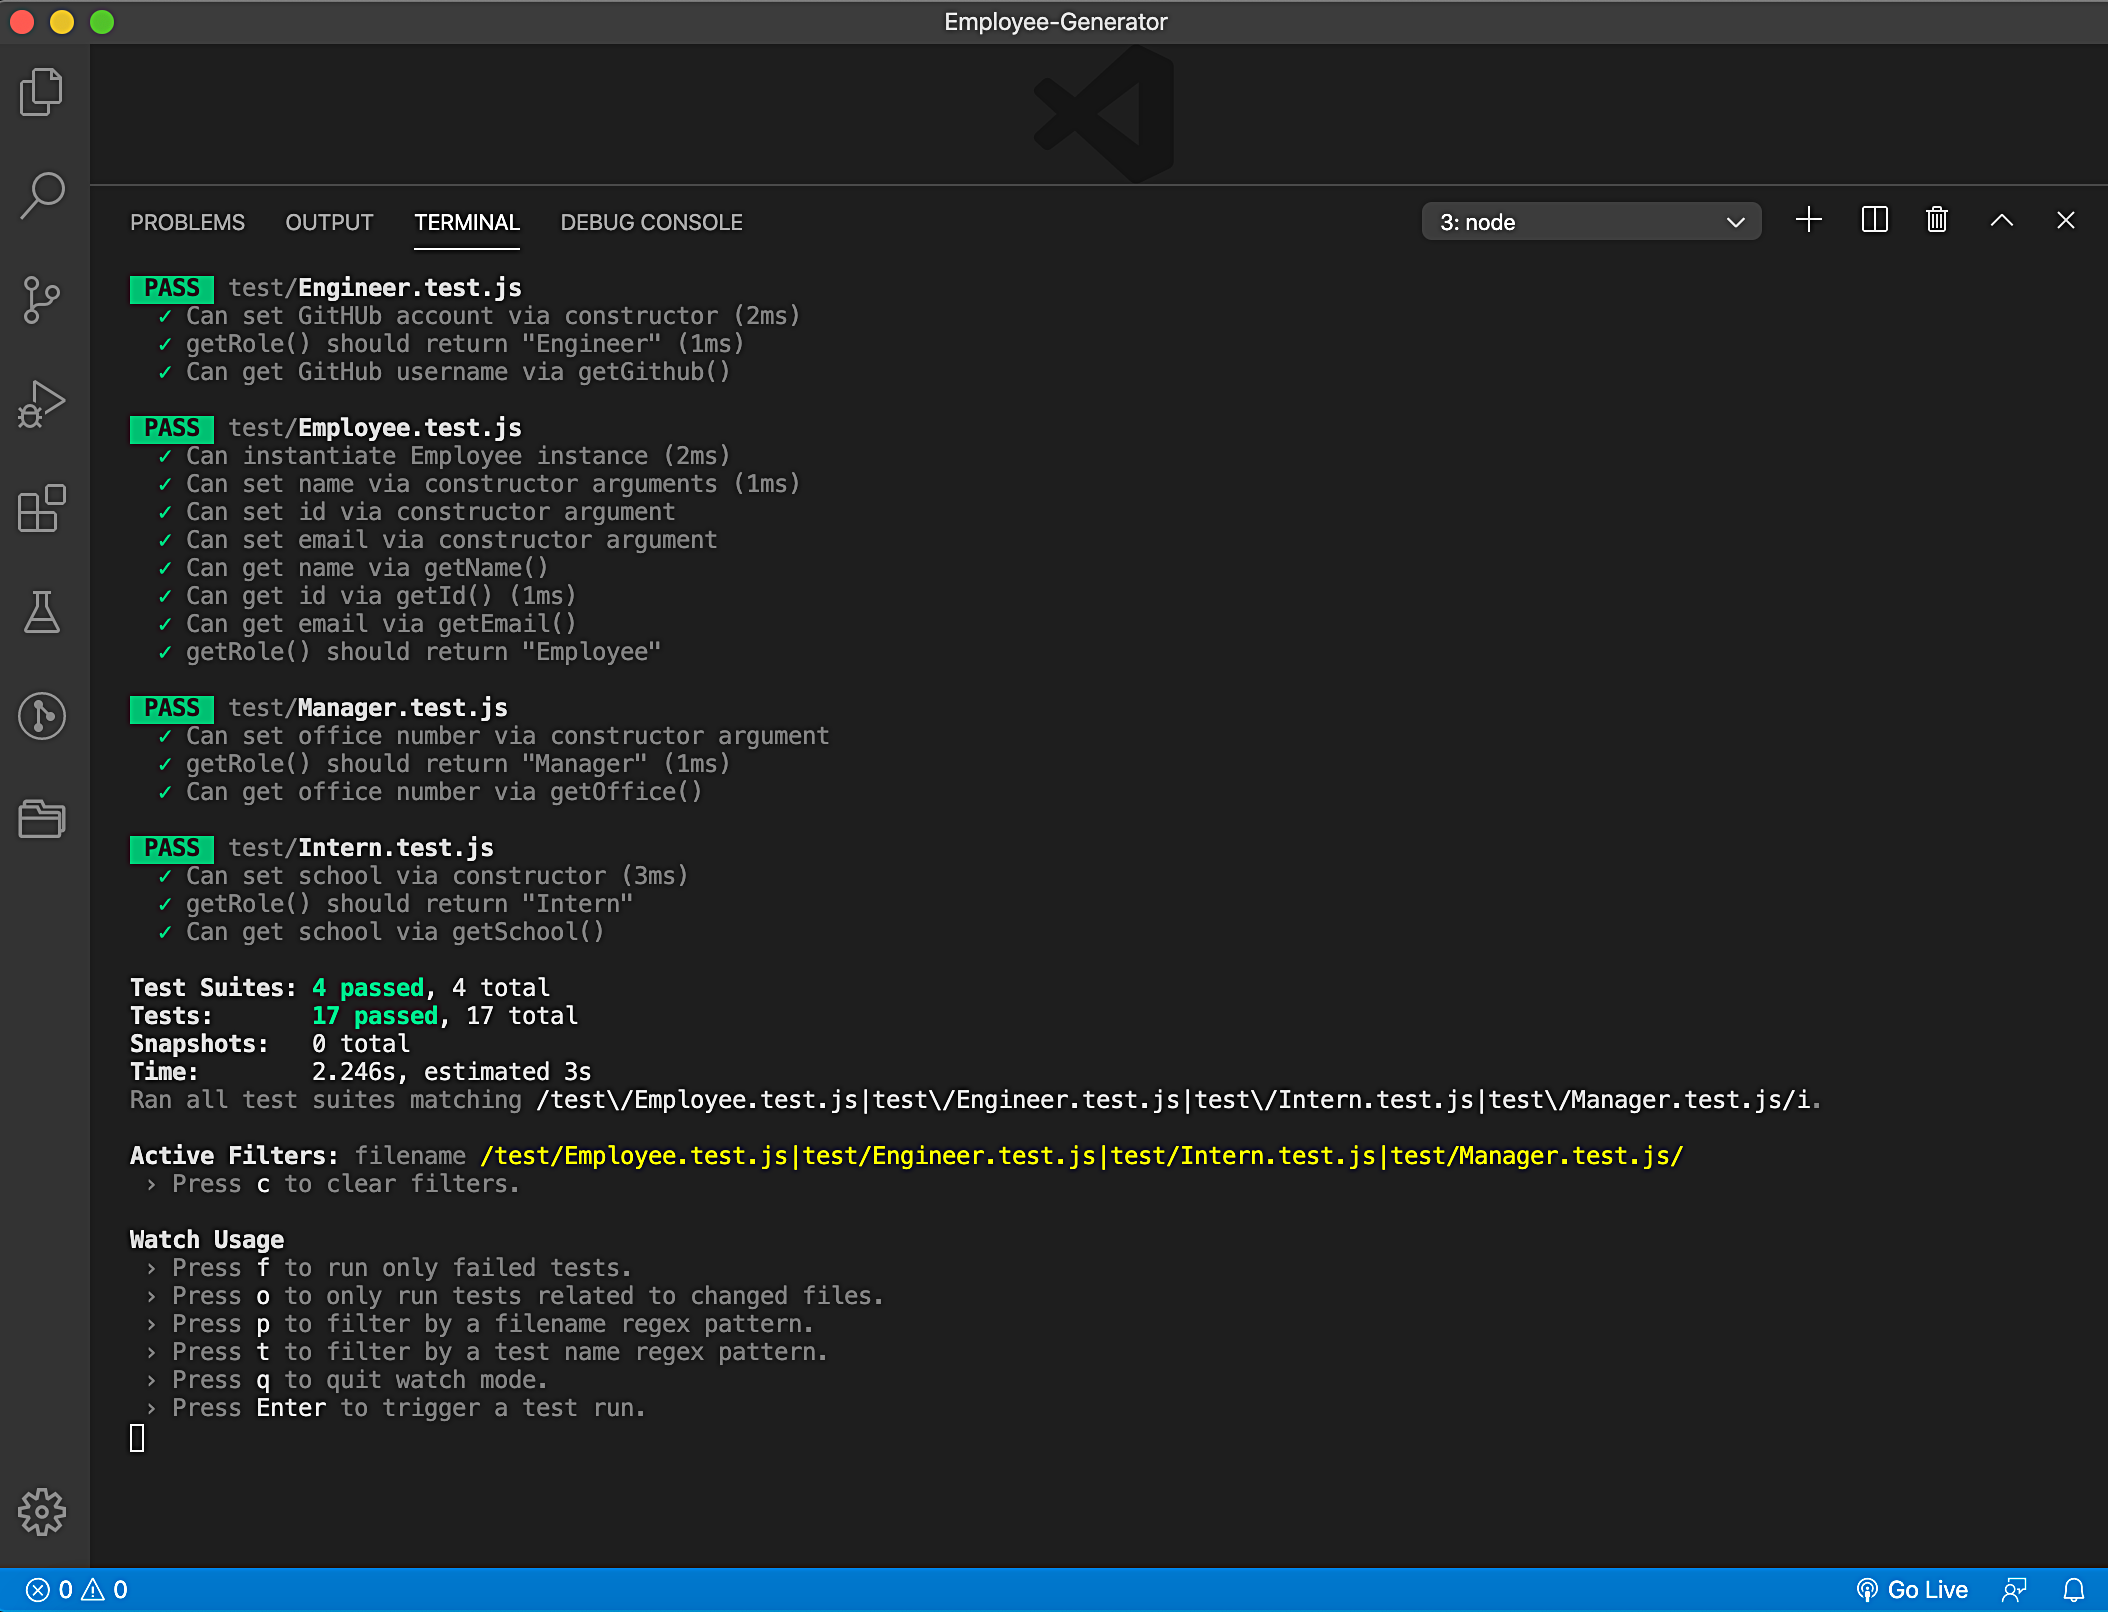 Employee-Generator
PROBLEMS OUTPUT TERMINAL DEBUG CONSOLE 3: node
PASS test/Engineer.test.js
✓ Can set GitHUb account via constructor (2ms)
✓ getRole() should return "Engineer" (1ms)
✓ Can get GitHub username via getGithub()
PASS test/Employee.test.js
✓ Can instantiate Employee instance (2ms)
✓ Can set name via constructor arguments (1ms)
✓ Can set id via constructor argument
✓ Can set email via constructor argument
✓ Can get name via getName()
✓ Can get id via getId() (1ms)
✓ Can get email via getEmail()
✓ getRole() should return "Employee"
PASS test/Manager.test.js
✓ Can set office number via constructor argument
✓ getRole() should return "Manager" (1ms)
✓ Can get office number via getOffice()
PASS test/Intern.test.js
✓ Can set school via constructor (3ms)
✓ getRole() should return "Intern"
✓ Can get school via getSchool()
Test Suites: 4 passed, 4 total
Tests: 17 passed, 17 total
Snapshots: 0 total
Time: 2.246s, estimated 3s
Ran all test suites matching /test\/Employee.test.js|test\/Engineer.test.js|test\/Intern.test.js|test\/Manager.test.js/i.
Active Filters: filename /test/Employee.test.js|test/Engineer.test.js|test/Intern.test.js|test/Manager.test.js/
› Press c to clear filters.
Watch Usage
› Press f to run only failed tests.
› Press o to only run tests related to changed files.
› Press p to filter by a filename regex pattern.
› Press t to filter by a test name regex pattern.
› Press q to quit watch mode.
› Press Enter to trigger a test run.
0 0 Go Live